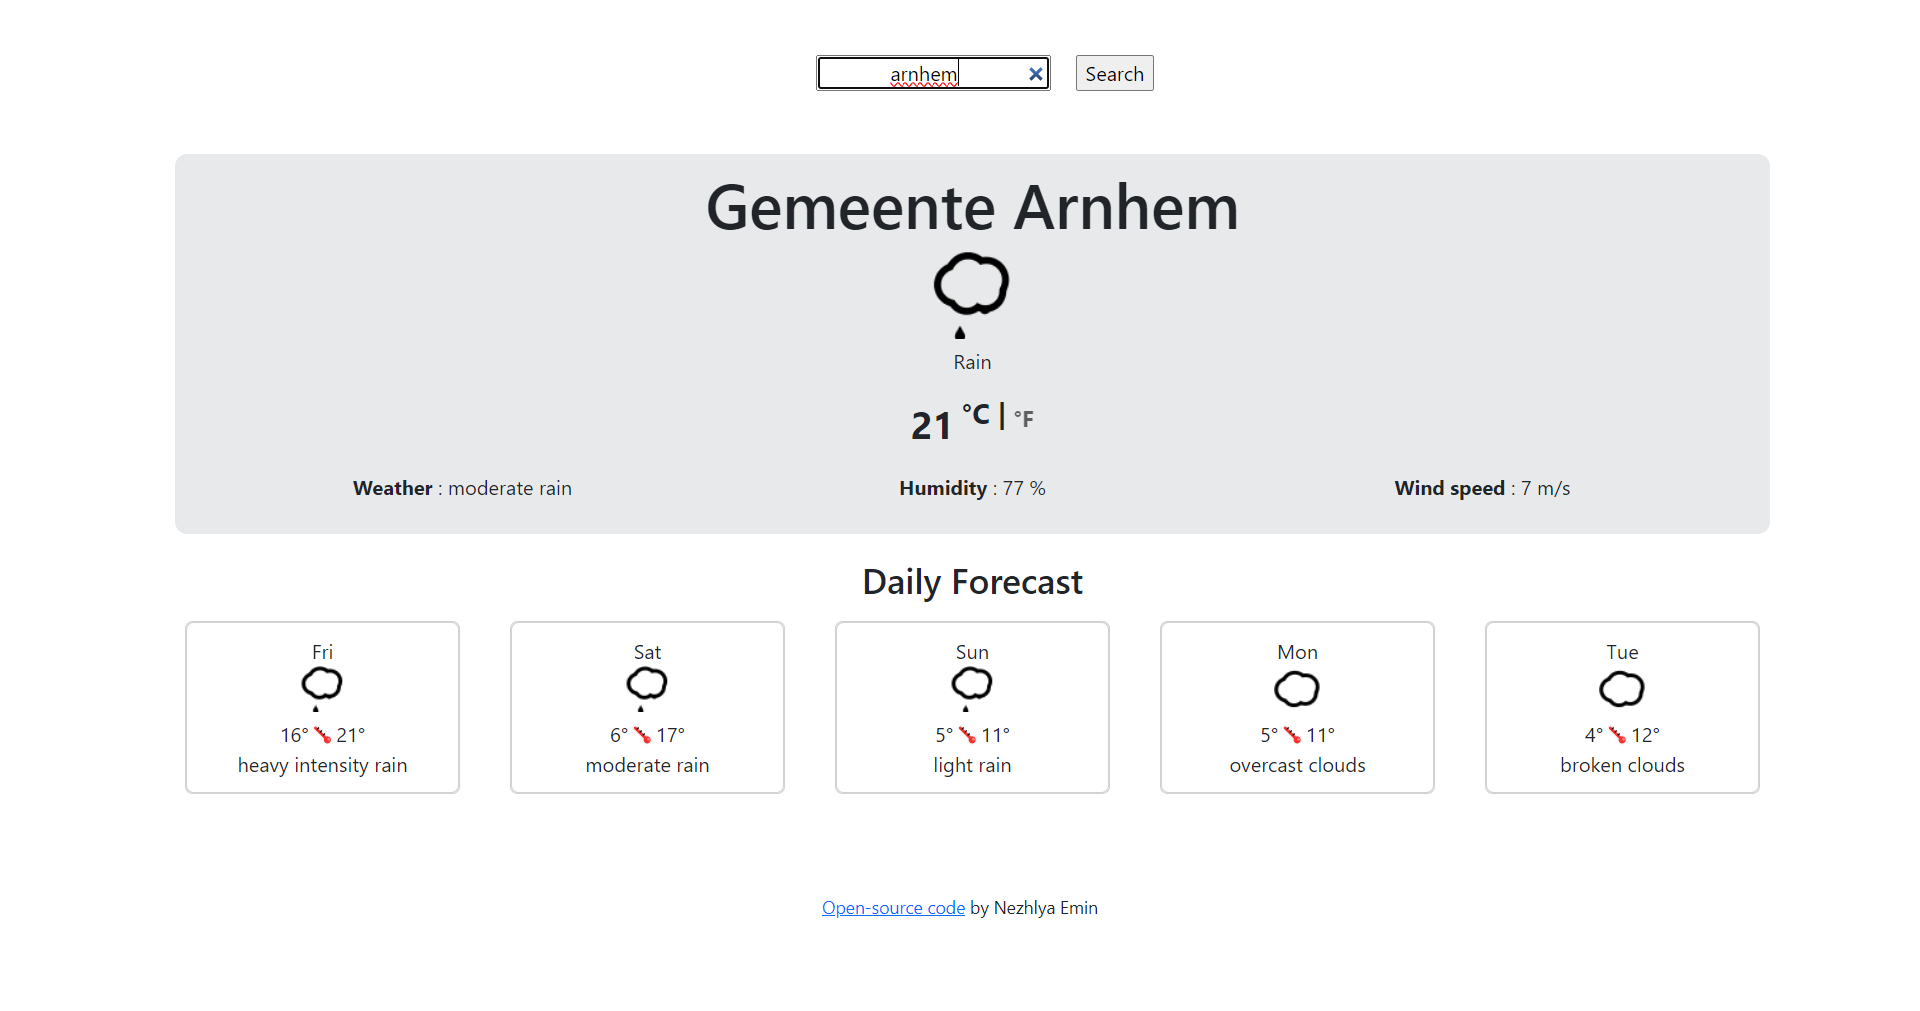 arnhem Search
Gemeente Arnhem
Rain
21 °C | °F
Weather : moderate rain Humidity : 77 % Wind speed : 7 m/s
Daily Forecast
Fri Sat Sun Mon Tue
16° 21° 6° 17° 5° 11° 5° 11° 4° 12°
heavy intensity rain moderate rain light rain overcast clouds broken clouds
Open-source code by Nezhlya Emin